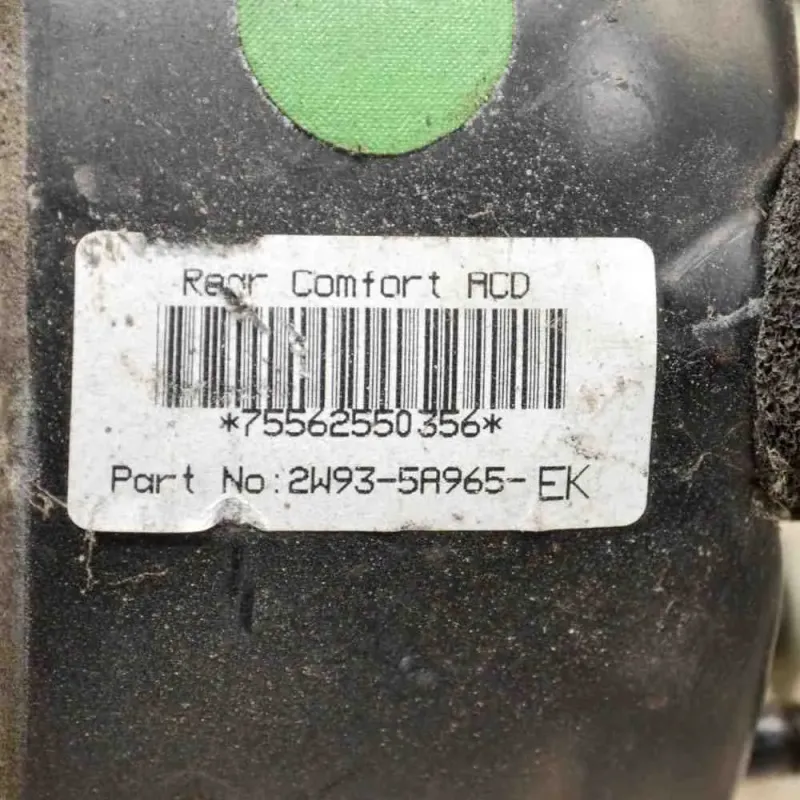 Rear Comfort ACD
*75562550356*
Part No:2W93-5A965-EK